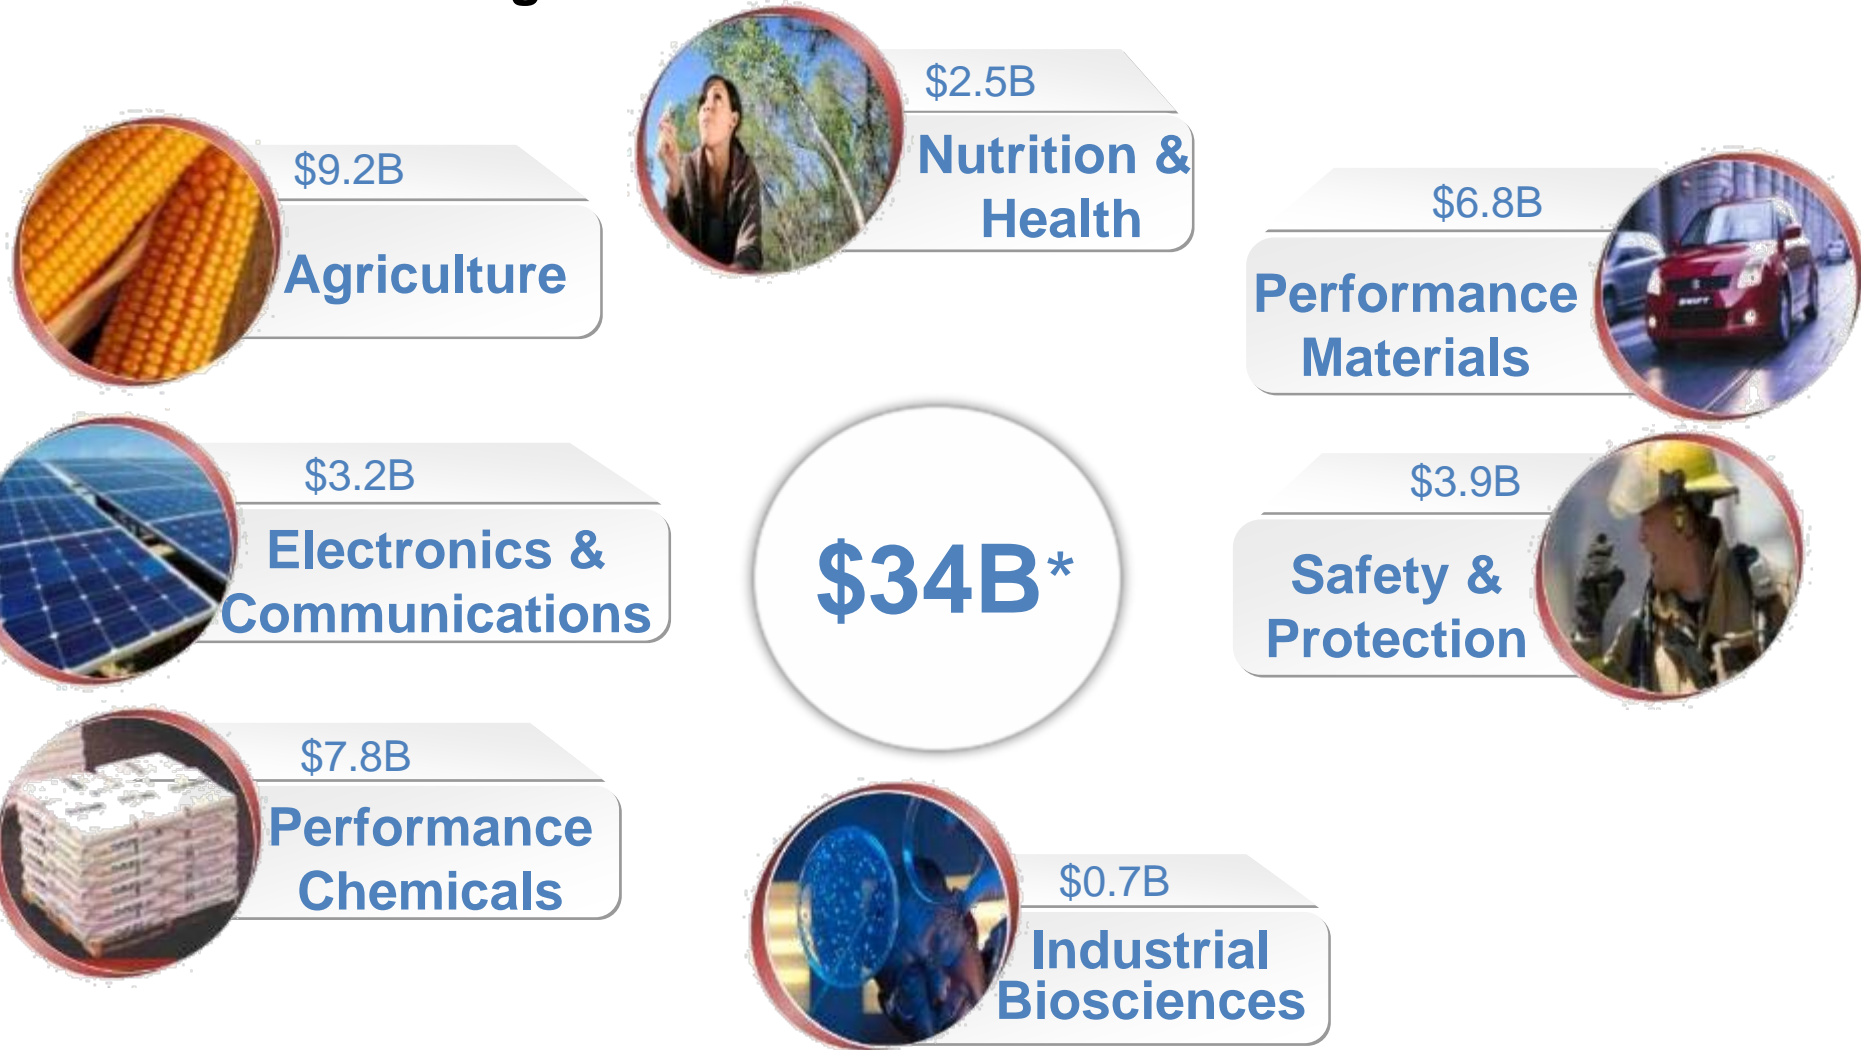 $2.5B
Nutrition &
Health
$9.2B
Agriculture
$6.8B
Performance
Materials
$3.2B
Electronics &
Communications
$34B*
$3.9B
Safety &
Protection
$7.8B
Performance
Chemicals
$0.7B
Industrial
Biosciences
SWIFT